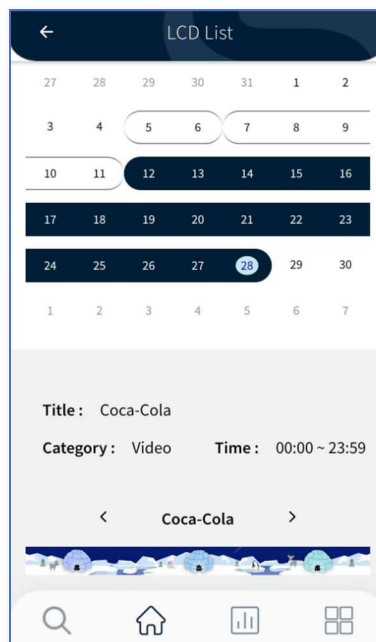 LCD List
27 28 29 30 31 1 2
3 4 5 6 7 8 9
10 11 12 13 14 15 16
17 18 19 20 21 22 23
24 25 26 27 28 29 30
1 2 3 4 5 6 7
Title : Coca-Cola
Category : Video Time : 00:00 ~ 23:59
< Coca-Cola >